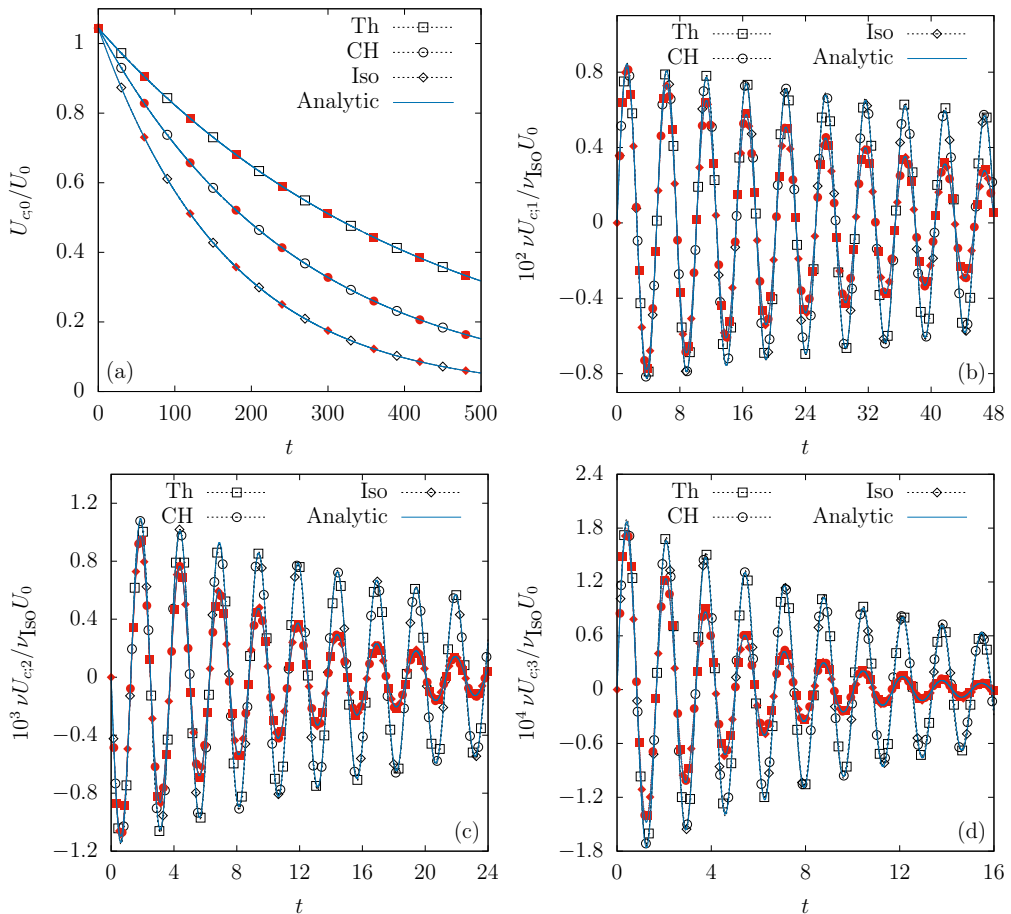 1
0.8
0.6
0.4
0.2
0
0 100 200 300 400 500
U_{c;0}/U_0
t
Th
CH
Iso
Analytic
(a)
0.8
0.4
0
−0.4
−0.8
0 8 16 24 32 40 48
10^2 νU_{c;1}/ν_{Iso}U_0
t
Th Iso
CH Analytic
(b)
1.2
0.8
0.4
0
−0.4
−0.8
−1.2
0 4 8 12 16 20 24
10^3 νU_{c;2}/ν_{Iso}U_0
t
Th Iso
CH Analytic
(c)
2.4
1.8
1.2
0.6
0
−0.6
−1.2
−1.8
0 4 8 12 16
10^4 νU_{c;3}/ν_{Iso}U_0
t
Th Iso
CH Analytic
(d)